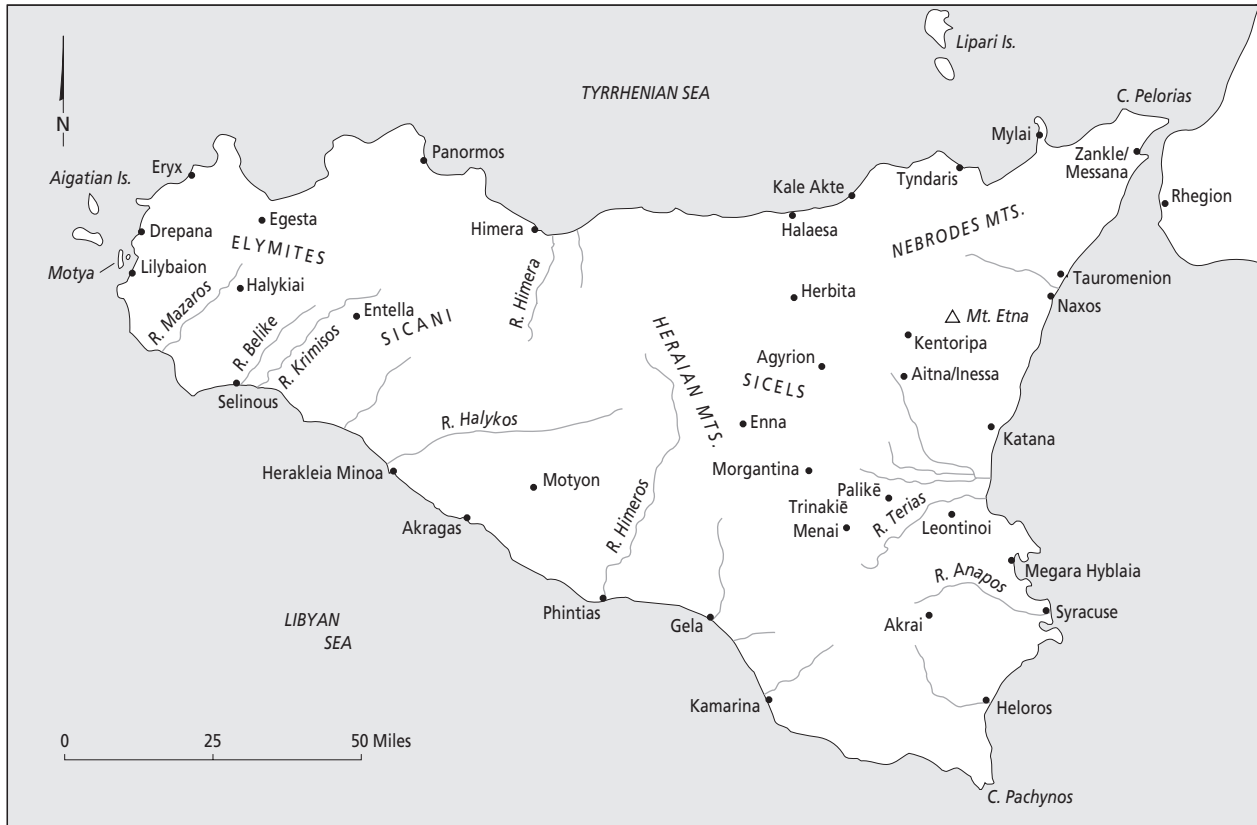 Lipari Is.
TYRRHENIAN SEA
C. Pelorias
N
Mylai
Panormos
Zankle/
Messana
Eryx
Tyndaris
Aigatian Is.
Kale Akte
Rhegion
Egesta
Himera
Halaesa
NEBRODES MTS.
Drepana
ELYMITES
Motya
Lilybaion
Tauromenion
Halykiai
R. Himera
Herbita
Naxos
R. Mazaros
Entella
SICANI
Mt. Etna
R. Belike
R. Krimisos
HERAIAN MTS.
Kentoripa
Agyrion
Aitna/Inessa
SICELS
Selinous
R. Halykos
Enna
Katana
Herakleia Minoa
Morgantina
Motyon
Palikē
Trinakiē
R. Terias
Menai
Leontinoi
Akragas
R. Himeros
Megara Hyblaia
R. Anapos
Phintias
Syracuse
LIBYAN
SEA
Gela
Akrai
Kamarina
Heloros
0 25 50 Miles
C. Pachynos